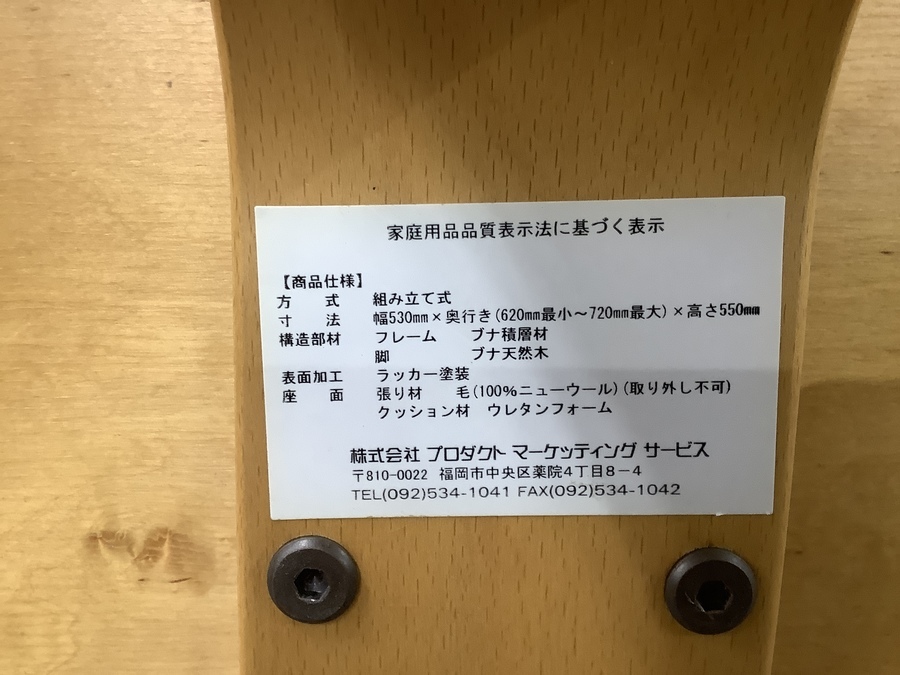 家庭用品品質表示法に基づく表示
【商品仕様】
方　式　組み立て式
寸　法　幅530mm×奥行き(620mm最小～720mm最大)×高さ550mm
構造部材　フレーム　ブナ積層材
脚　ブナ天然木
表面加工　ラッカー塗装
座　面　張り材　毛(100%ニューウール)(取り外し不可)
クッション材　ウレタンフォーム
株式会社 プロダクト マーケッティング サービス
〒810-0022 福岡市中央区薬院4丁目8－4
TEL(092)534-1041 FAX(092)534-1042